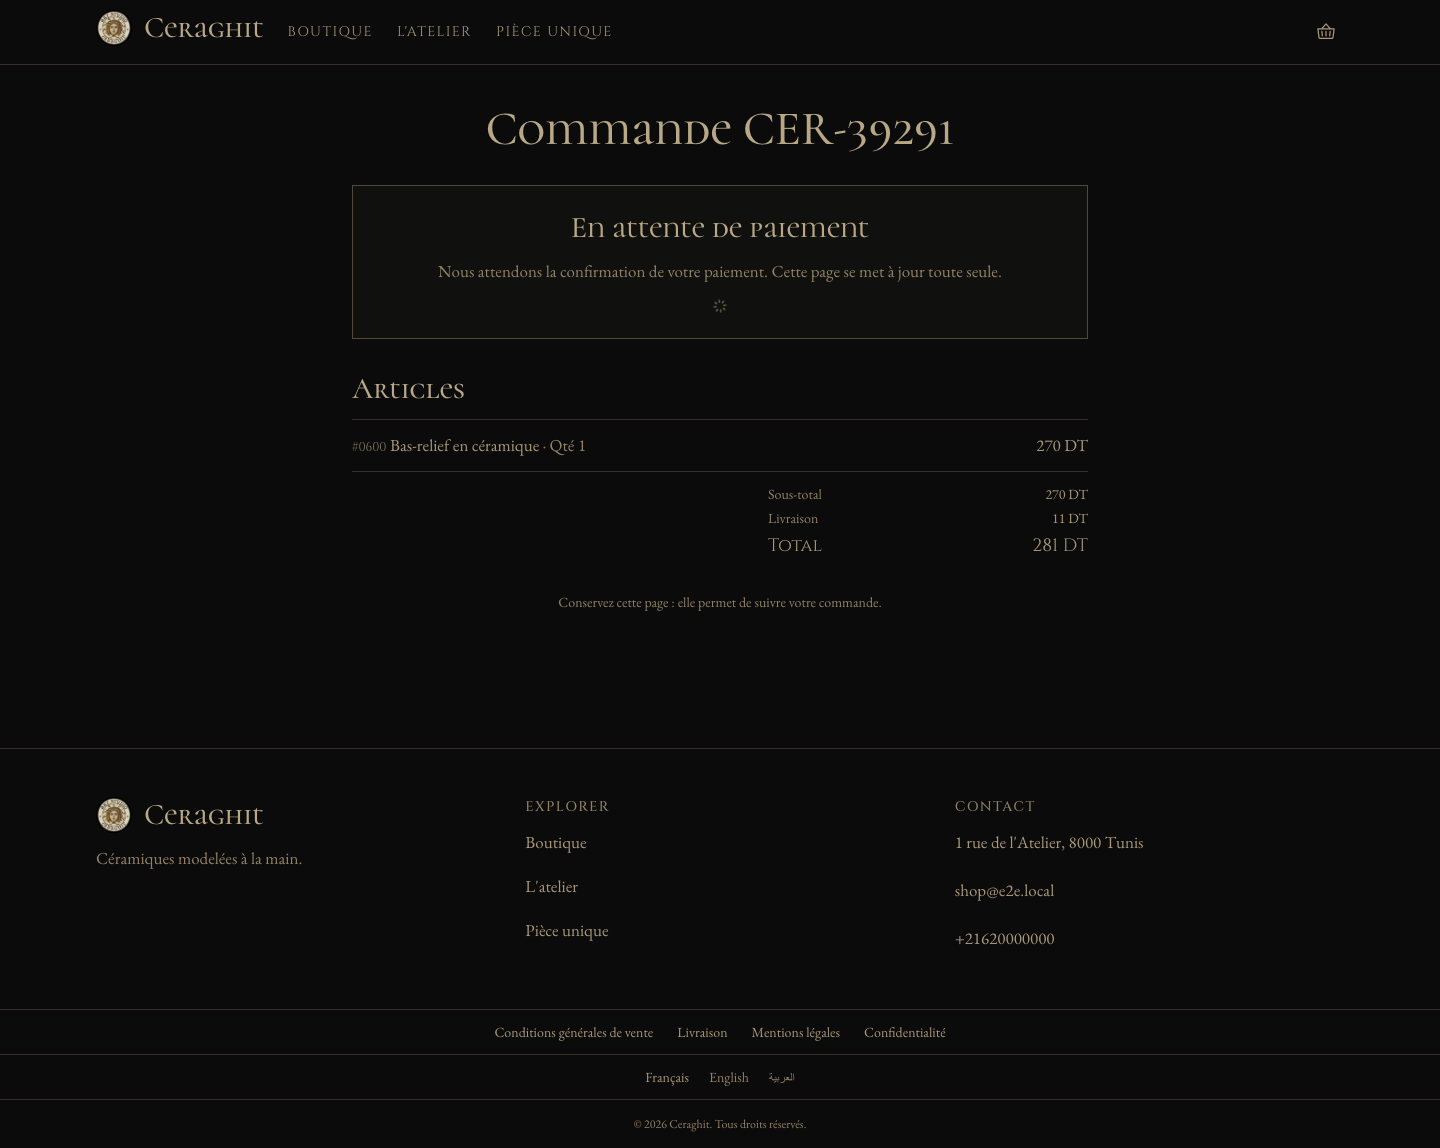 Ceraghit BOUTIQUE L'ATELIER PIÈCE UNIQUE
Commande CER-39291
En attente de paiement
Nous attendons la confirmation de votre paiement. Cette page se met à jour toute seule.
Articles
#0600 Bas-relief en céramique · Qté 1 270 DT
Sous-total 270 DT
Livraison 11 DT
Total 281 DT
Conservez cette page : elle permet de suivre votre commande.
Ceraghit
Céramiques modelées à la main.
EXPLORER
Boutique
L'atelier
Pièce unique
CONTACT
1 rue de l'Atelier, 8000 Tunis
shop@e2e.local
+21620000000
Conditions générales de vente Livraison Mentions légales Confidentialité
Français English العربية
© 2026 Ceraghit. Tous droits réservés.